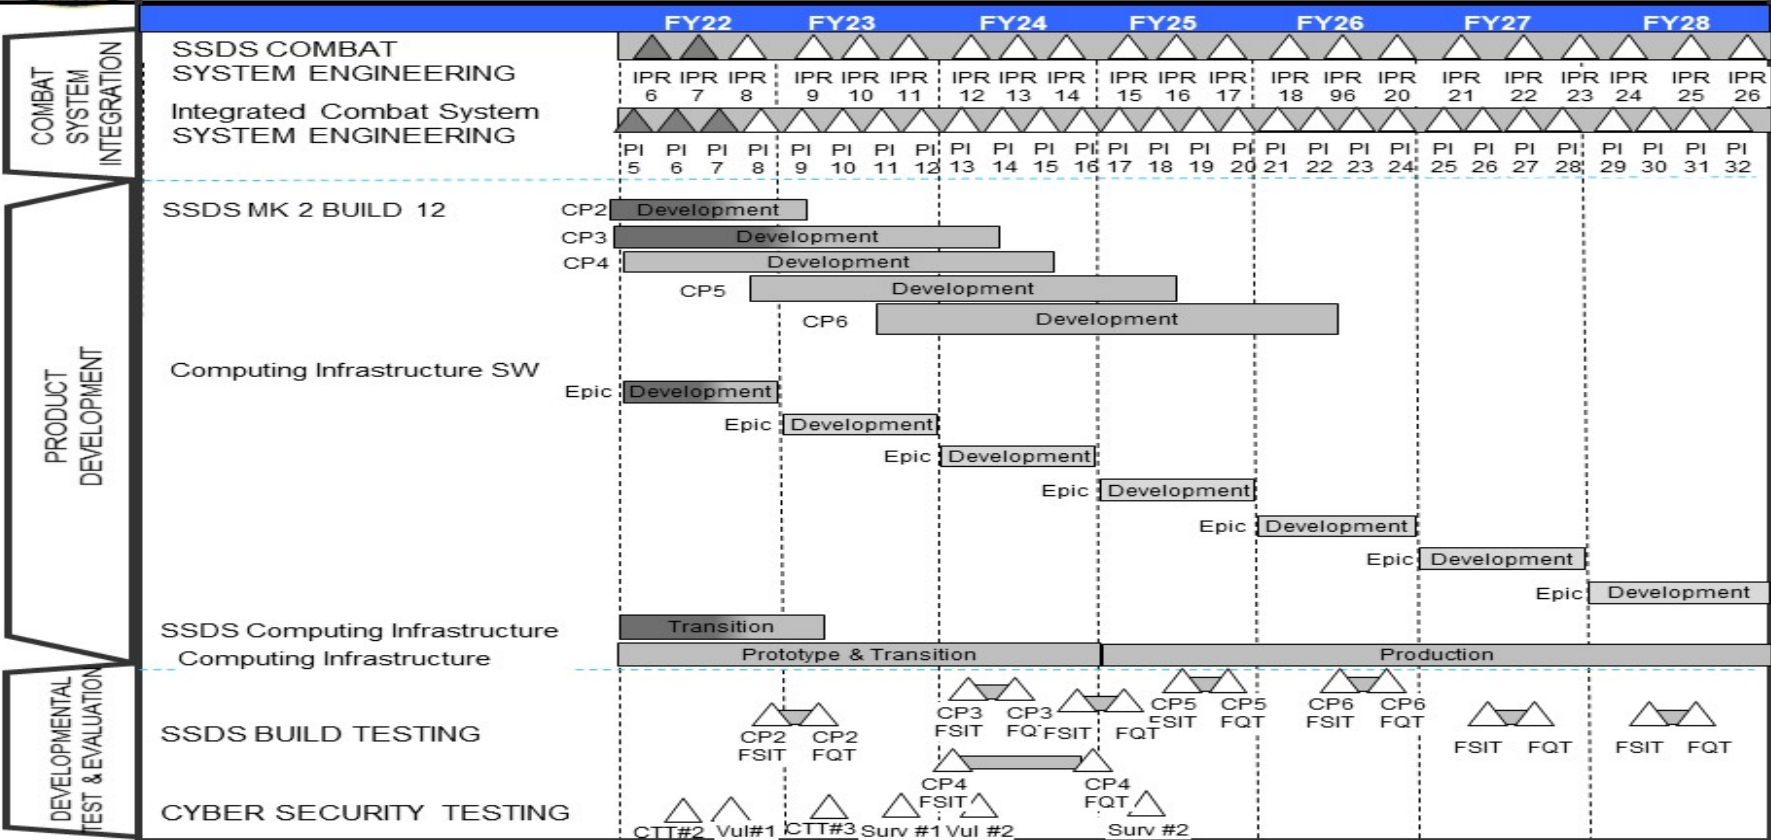 FY22 FY23 FY24 FY25 FY26 FY27 FY28
COMBAT
SYSTEM
INTEGRATION
SSDS COMBAT
SYSTEM ENGINEERING
IPR IPR IPR IPR IPR IPR IPR IPR IPR IPR IPR IPR IPR IPR IPR IPR IPR IPR IPR IPR IPR
6 7 8 9 10 11 12 13 14 15 16 17 18 96 20 21 22 23 24 25 26
Integrated Combat System
SYSTEM ENGINEERING
PI PI PI PI PI PI PI PI PI PI PI PI PI PI PI PI PI PI PI PI PI PI PI PI PI PI PI PI
5 6 7 8 9 10 11 12 13 14 15 16 17 18 19 20 21 22 23 24 25 26 27 28 29 30 31 32
PRODUCT
DEVELOPMENT
SSDS MK 2 BUILD 12
CP2 Development
CP3 Development
CP4 Development
CP5 Development
CP6 Development
Computing Infrastructure SW
Epic Development
Epic Development
Epic Development
Epic Development
Epic Development
Epic Development
Epic Development
SSDS Computing Infrastructure Transition
Computing Infrastructure Prototype & Transition Production
DEVELOPMENTAL
TEST & EVALUATION
SSDS BUILD TESTING
CP2 CP2
FSIT FQT
CP3 CP3
FSIT FQ
FSIT FQT
CP5 CP5
FSIT FQT
CP6 CP6
FSIT FQT
FSIT FQT
FSIT FQT
CP4 CP4
FSIT FQT
CYBER SECURITY TESTING
CTT#2 Vul#1 CTT#3 Surv #1 Vul #2 Surv #2